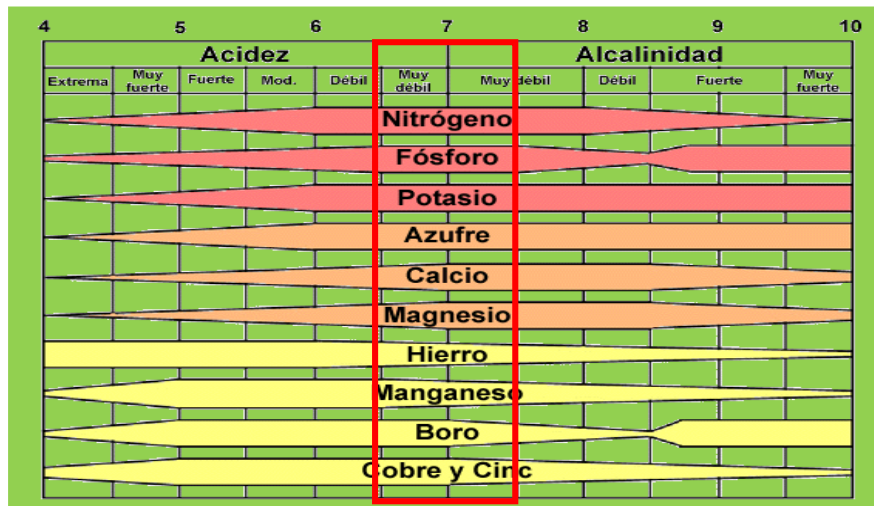 4 5 6 7 8 9 10
Acidez Alcalinidad
Extrema Muy fuerte Fuerte Mod. Débil Muy débil Muy débil Débil Fuerte Muy fuerte
Nitrógeno
Fósforo
Potasio
Azufre
Calcio
Magnesio
Hierro
Manganeso
Boro
Cobre y Cinc